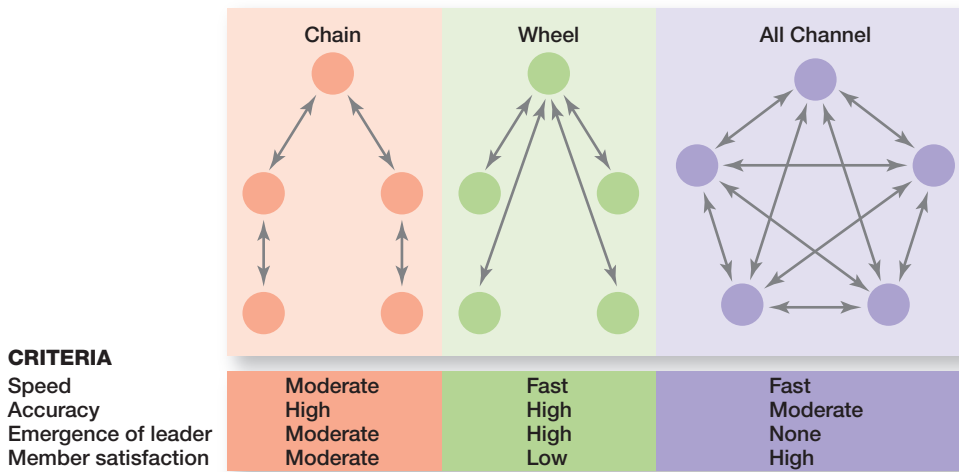 Chain Wheel All Channel
CRITERIA
Speed Moderate Fast Fast
Accuracy High High Moderate
Emergence of leader Moderate High None
Member satisfaction Moderate Low High